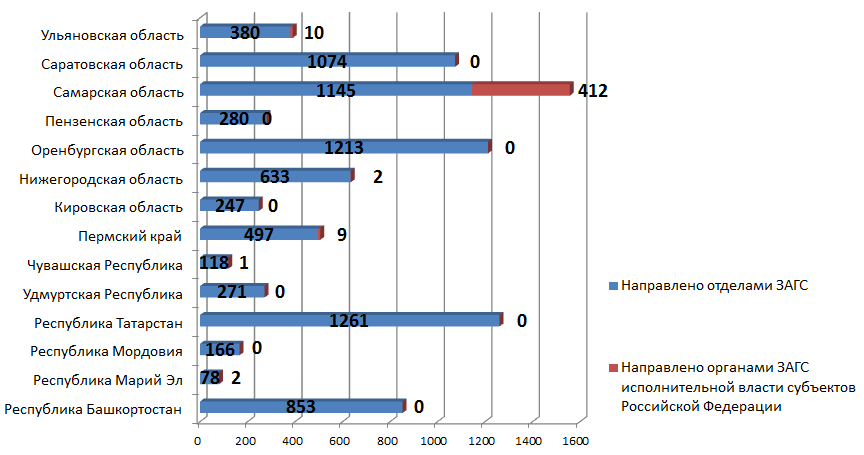 Ульяновская область 380 10
Саратовская область 1074 0
Самарская область 1145 412
Пензенская область 280 0
Оренбургская область 1213 0
Нижегородская область 633 2
Кировская область 247 0
Пермский край 497 9
Чувашская Республика 118 1
Удмуртская Республика 271 0
Республика Татарстан 1261 0
Республика Мордовия 166 0
Республика Марий Эл 78 2
Республика Башкортостан 853 0
0 200 400 600 800 1000 1200 1400 1600
Направлено отделами ЗАГС
Направлено органами ЗАГС
исполнительной власти субъектов
Российской Федерации